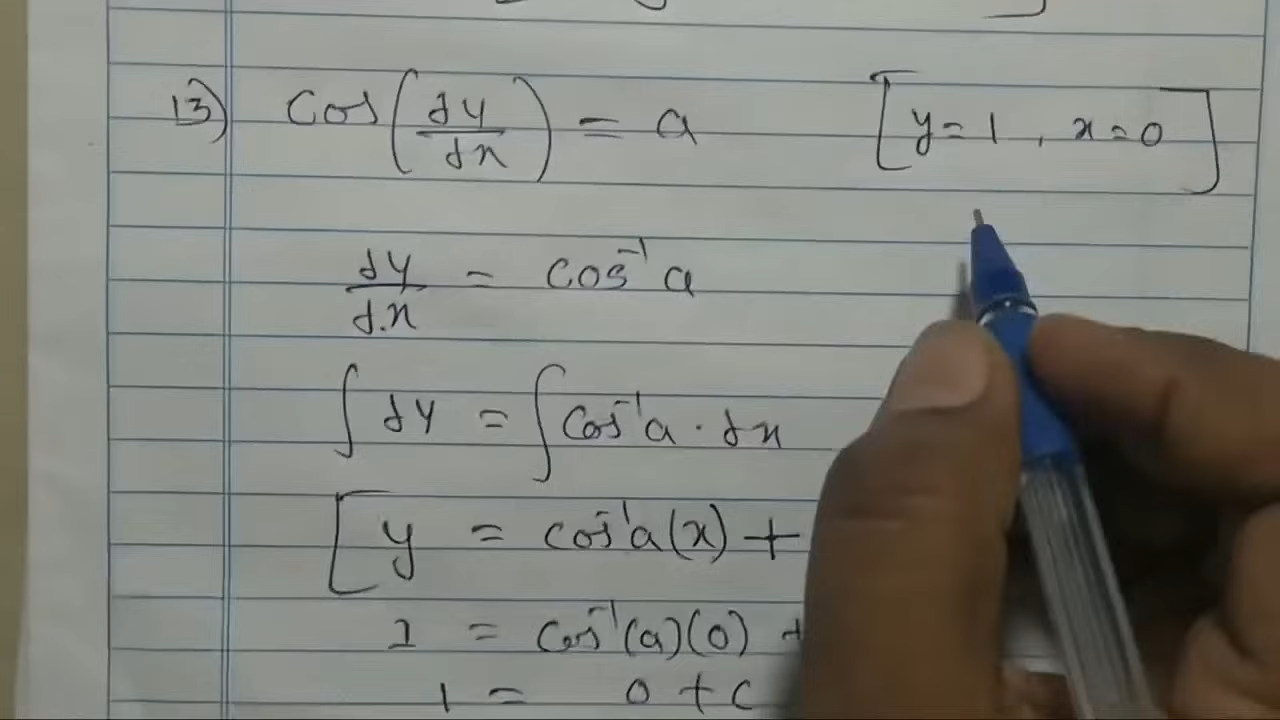 13) cos(dy/dx) = a [y=1, x=0]
dy/dx = cos⁻¹ a
∫dy = ∫cos⁻¹a · dx
[y = cos⁻¹a(x) +
1 = cos⁻¹(a)(0) +
1 = 0 + C